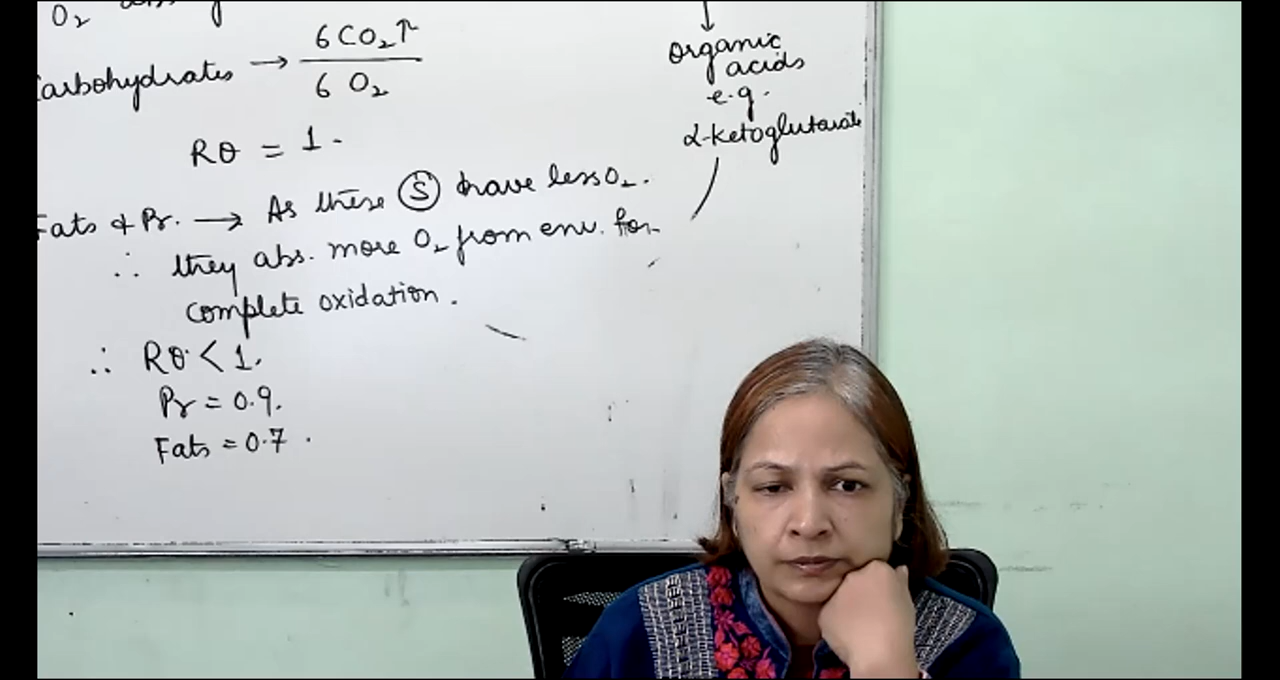 O₂
Carbohydrates → 6CO₂↑ / 6 O₂
RQ = 1.
Fats & Pr. → As these Ⓢ have less O₂.
∴ they abs. more O₂ from env. for
complete oxidation.
∴ RQ < 1.
Pr = 0.9.
Fats = 0.7.
↓
organic
acids
e.g.
α-ketoglutarate